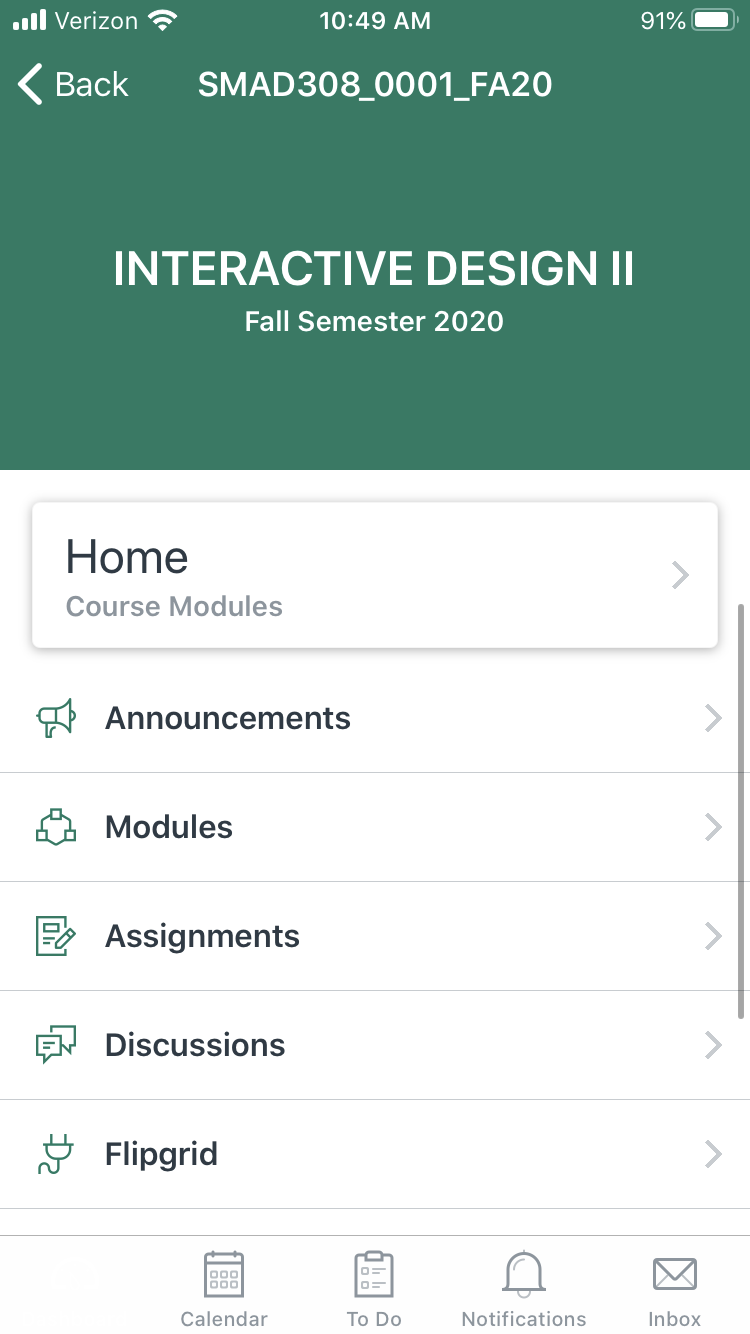 Verizon 10:49 AM 91%
Back SMAD308_0001_FA20
INTERACTIVE DESIGN II
Fall Semester 2020
Home
Course Modules
Announcements
Modules
Assignments
Discussions
Flipgrid
Calendar To Do Notifications Inbox